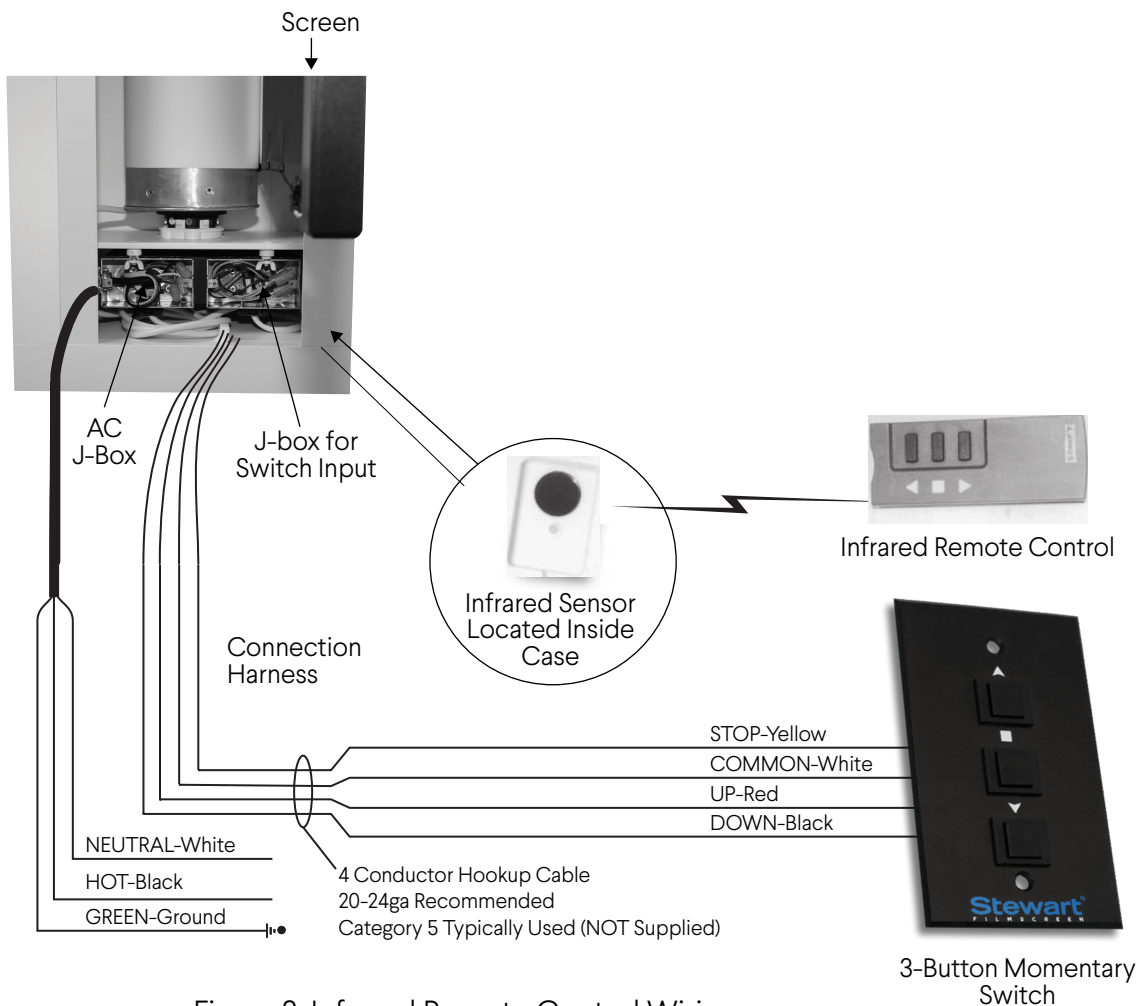 Screen
AC
J-Box
J-box for
Switch Input
Infrared Remote Control
Infrared Sensor
Located Inside
Case
Connection
Harness
STOP-Yellow
COMMON-White
UP-Red
DOWN-Black
NEUTRAL-White
HOT-Black
GREEN-Ground
4 Conductor Hookup Cable
20-24ga Recommended
Category 5 Typically Used (NOT Supplied)
Stewart
FILMSCREEN
3-Button Momentary
Switch